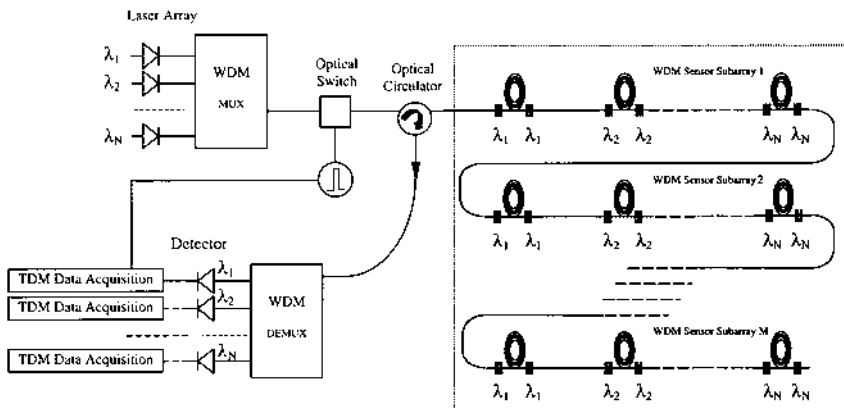 Laser Array
λ1
λ2
λN
WDM
MUX
Optical
Switch
Optical
Circulator
WDM Sensor Subarray 1
λ1 λ1 λ2 λ2 λN λN
WDM Sensor Subarray 2
λ1 λ1 λ2 λ2 λN λN
Detector
TDM Data Acquisition
λ1
TDM Data Acquisition
λ2
TDM Data Acquisition
λN
WDM
DEMUX
WDM Sensor Subarray M
λ1 λ1 λ2 λ2 λN λN